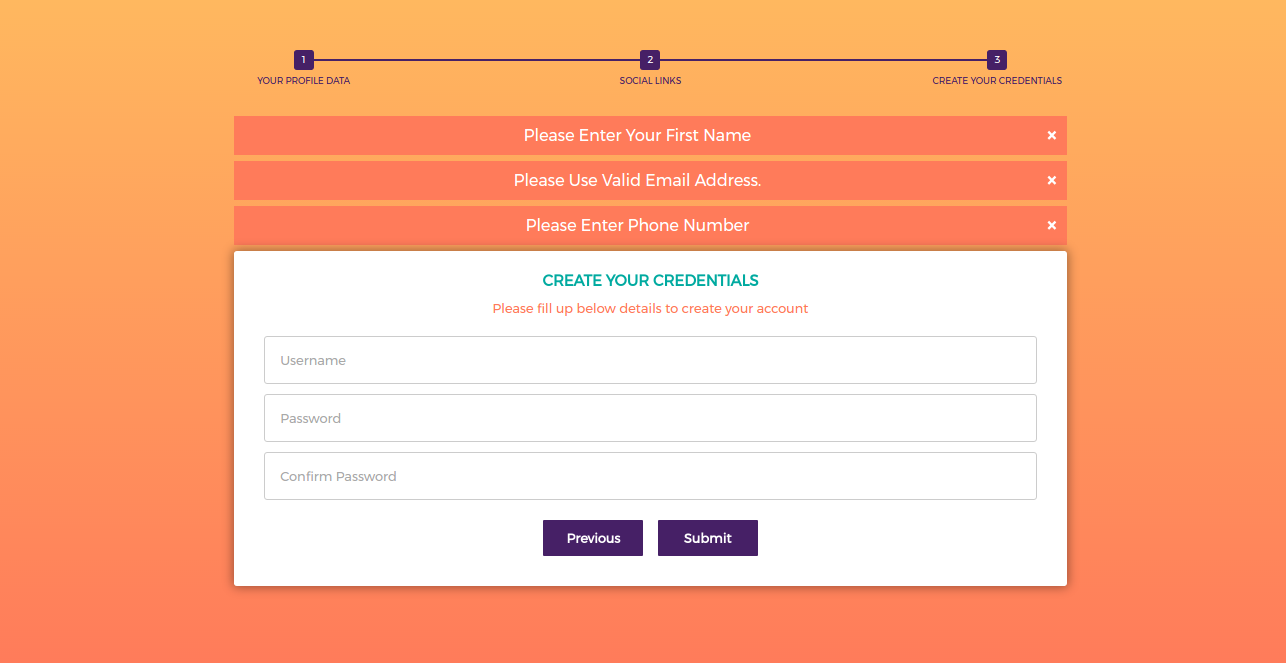 1
2
3
YOUR PROFILE DATA
SOCIAL LINKS
CREATE YOUR CREDENTIALS
Please Enter Your First Name ×
Please Use Valid Email Address. ×
Please Enter Phone Number ×
CREATE YOUR CREDENTIALS
Please fill up below details to create your account
Username
Password
Confirm Password
Previous
Submit